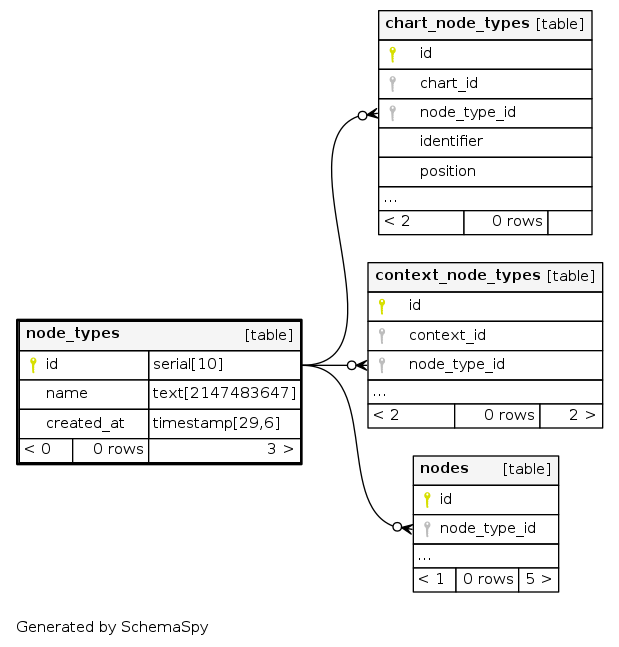 chart_node_types [table]
id
chart_id
node_type_id
identifier
position
...
< 2 0 rows
context_node_types [table]
id
context_id
node_type_id
...
< 2 0 rows 2 >
node_types [table]
id serial[10]
name text[2147483647]
created_at timestamp[29,6]
< 0 0 rows 3 >
nodes [table]
id
node_type_id
...
< 1 0 rows 5 >
Generated by SchemaSpy